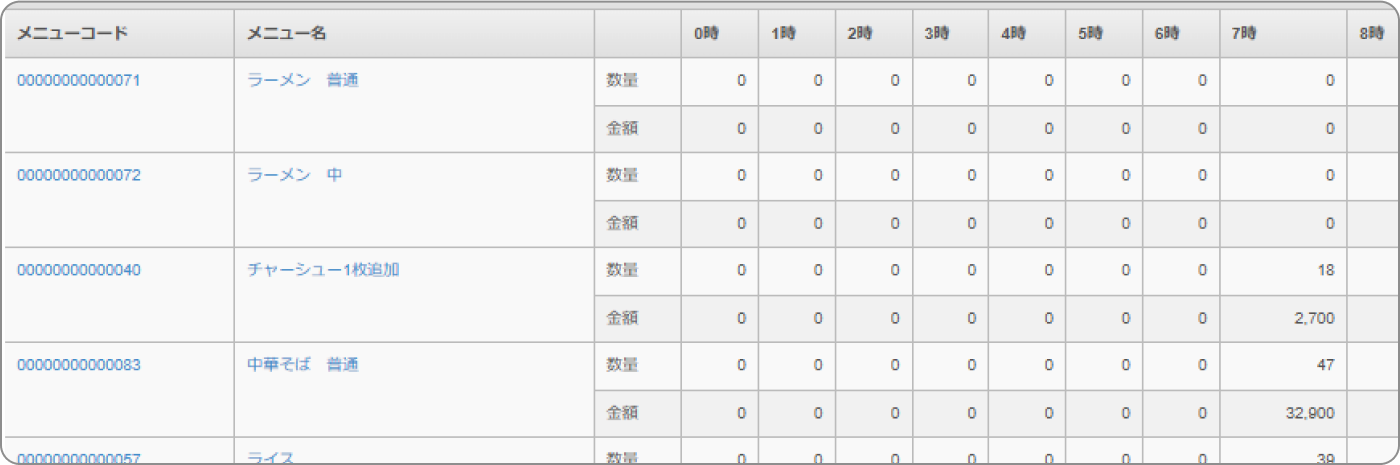 メニューコード メニュー名 0時 1時 2時 3時 4時 5時 6時 7時 8時
00000000000071 ラーメン　普通 数量 0 0 0 0 0 0 0 0
金額 0 0 0 0 0 0 0 0
00000000000072 ラーメン　中 数量 0 0 0 0 0 0 0 0
金額 0 0 0 0 0 0 0 0
00000000000040 チャーシュー1枚追加 数量 0 0 0 0 0 0 0 18
金額 0 0 0 0 0 0 0 2,700
00000000000083 中華そば　普通 数量 0 0 0 0 0 0 0 47
金額 0 0 0 0 0 0 0 32,900
00000000000057 ライス 数量 0 0 0 0 0 0 0 39